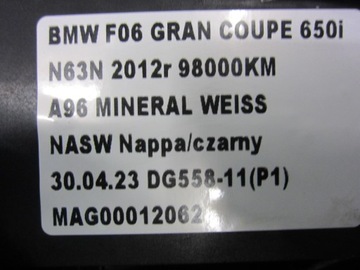 BMW F06 GRAN COUPE 650i
N63N 2012r 98000KM
A96 MINERAL WEISS
NASW Nappa/czarny
30.04.23 DG558-11(P1)
MAG00012062